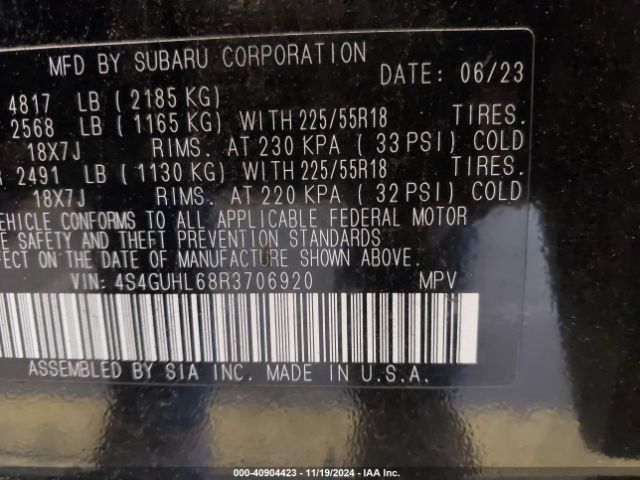 MFD BY SUBARU CORPORATION
DATE: 06/23
4817 LB ( 2185 KG)
2568 LB ( 1165 KG) WITH 225/55R18 TIRES.
18X7J RIMS. AT 230 KPA ( 33 PSI) COLD
R 2491 LB ( 1130 KG) WITH 225/55R18 TIRES.
18X7J RIMS. AT 220 KPA ( 32 PSI) COLD
EHICLE CONFORMS TO ALL APPLICABLE FEDERAL MOTOR
E SAFETY AND THEFT PREVENTION STANDARDS
FECT ON THE DATE OF MANUFACTURE SHOWN ABOVE.
VIN: 4S4GUHL68R3706920 MPV
ASSEMBLED BY SIA INC. MADE IN U.S.A.
000-40904423 - 11/19/2024 - IAA Inc.